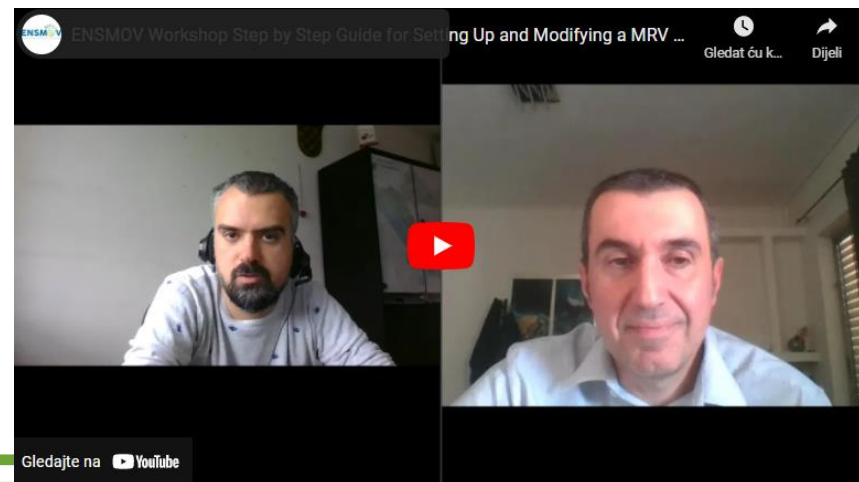 ENSMOV
ENSMOV Workshop Step by Step Guide for Setting Up and Modifying a MRV ...
Gledat ću k...
Dijeli
Gledajte na YouTube